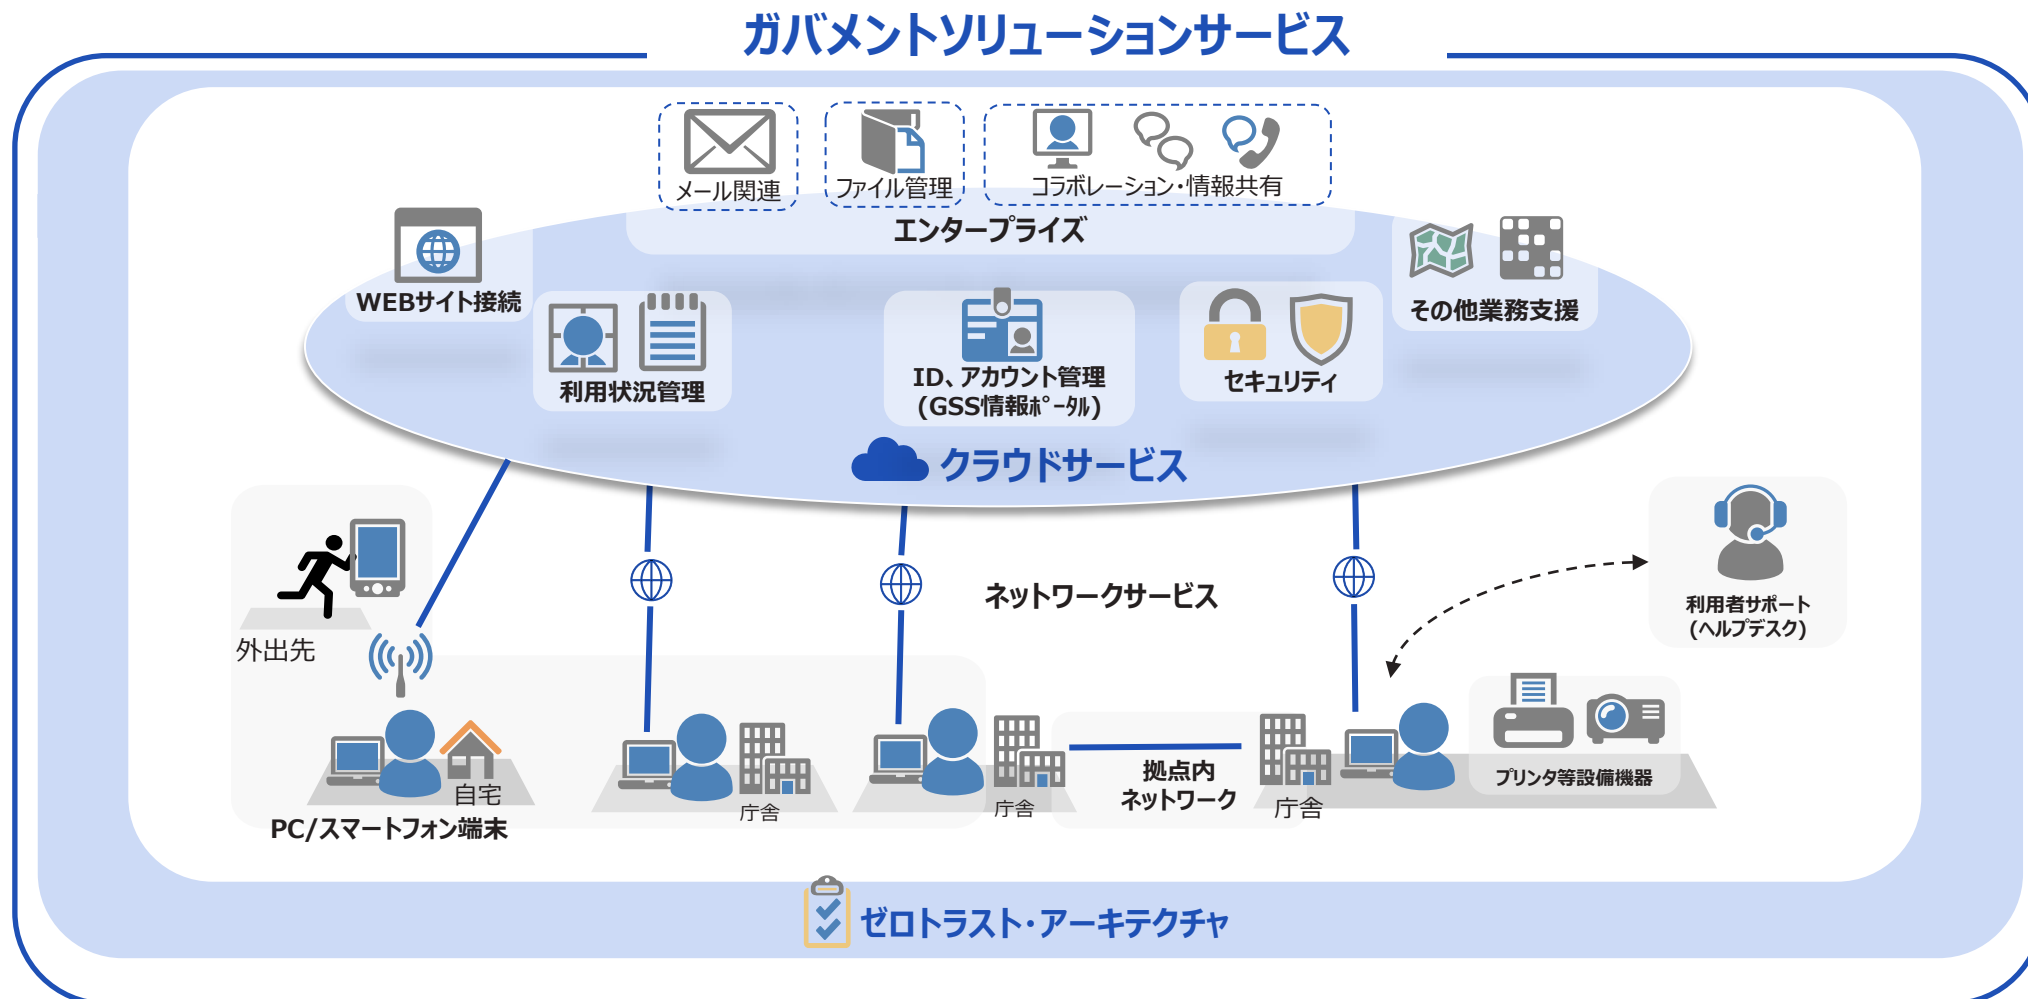 ガバメントソリューションサービス
メール関連
ファイル管理
コラボレーション・情報共有
エンタープライズ
WEBサイト接続
その他業務支援
利用状況管理
ID、アカウント管理
(GSS情報ポータル)
セキュリティ
クラウドサービス
外出先
ネットワークサービス
利用者サポート
(ヘルプデスク)
自宅
PC/スマートフォン端末
庁舎
庁舎
拠点内
ネットワーク
庁舎
プリンタ等設備機器
ゼロトラスト・アーキテクチャ